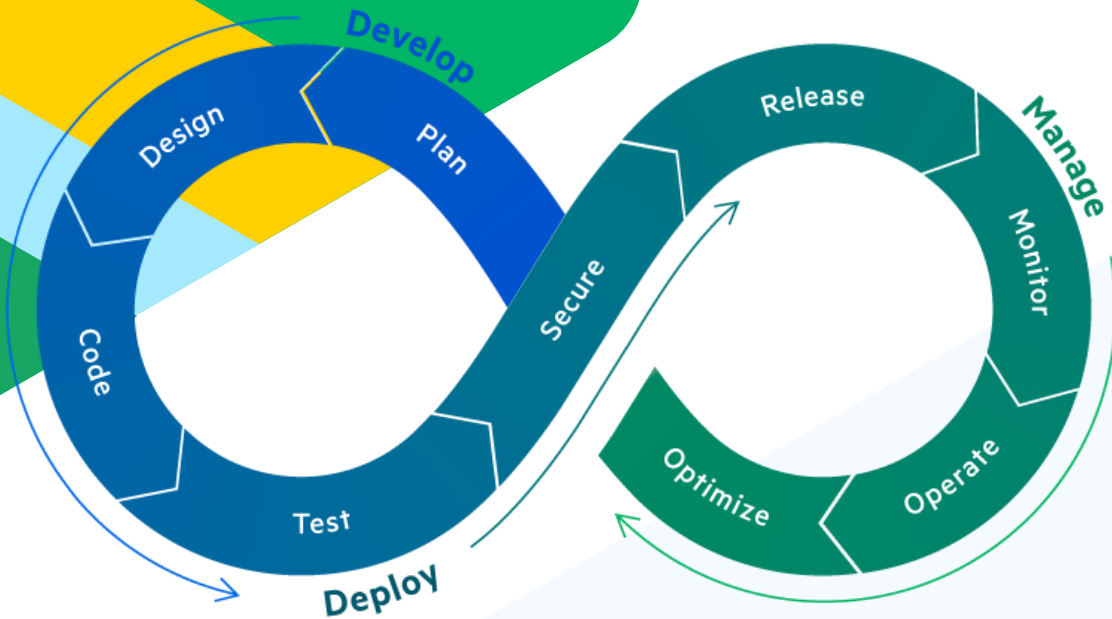 Develop
Plan
Design
Code
Test
Deploy
Secure
Release
Manage
Monitor
Operate
Optimize